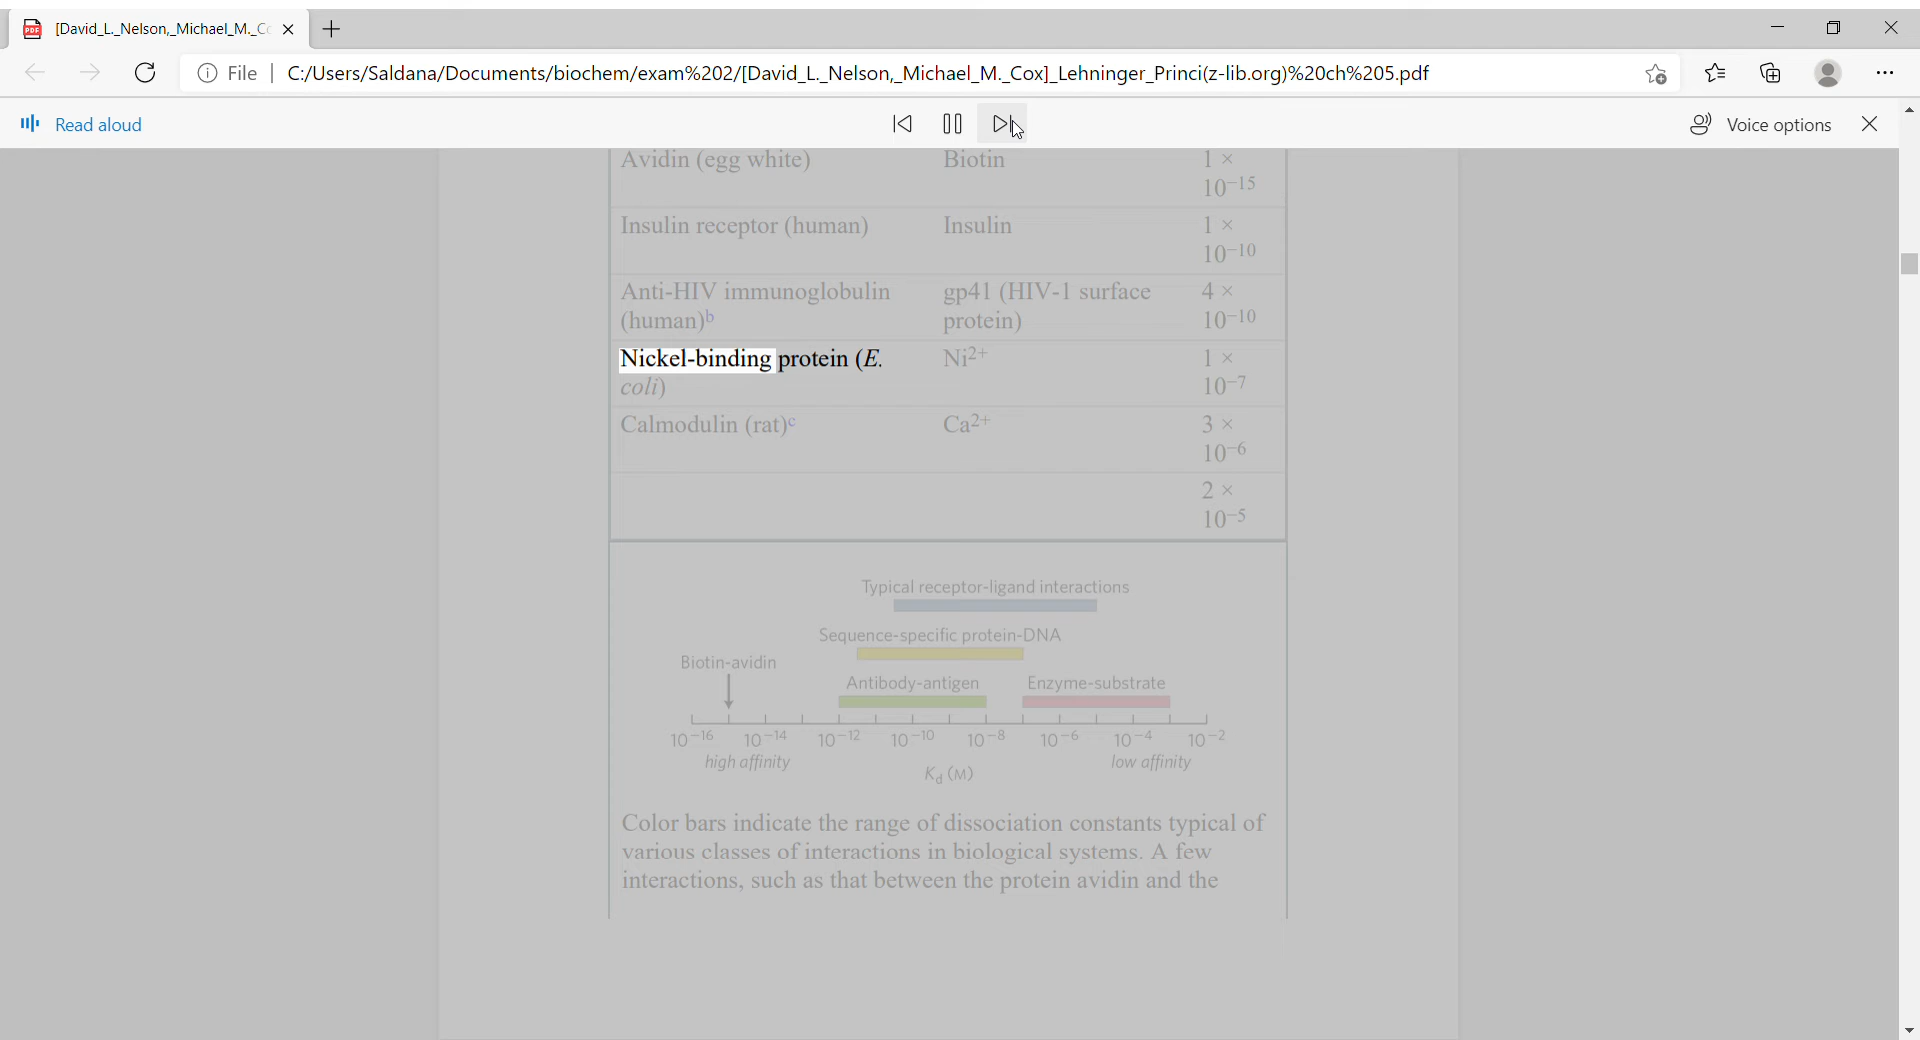 [David_L._Nelson,_Michael_M._Co
File
C:/Users/Saldana/Documents/biochem/exam%202/[David_L._Nelson,_Michael_M._Cox]_Lehninger_Princi(z-lib.org)%20ch%205.pdf
Read aloud
Voice options
Avidin (egg white) Biotin 1 ×
10−15
Insulin receptor (human) Insulin 1 ×
10−10
Anti-HIV immunoglobulin gp41 (HIV-1 surface 4 ×
(human)b protein) 10−10
Nickel-binding protein (E. Ni2+ 1 ×
coli) 10−7
Calmodulin (rat)c Ca2+ 3 ×
10−6
2 ×
10−5
Typical receptor-ligand interactions
Sequence-specific protein-DNA
Biotin-avidin
Antibody-antigen Enzyme-substrate
10−16 10−14 10−12 10−10 10−8 10−6 10−4 10−2
high affinity low affinity
Kd (M)
Color bars indicate the range of dissociation constants typical of
various classes of interactions in biological systems. A few
interactions, such as that between the protein avidin and the